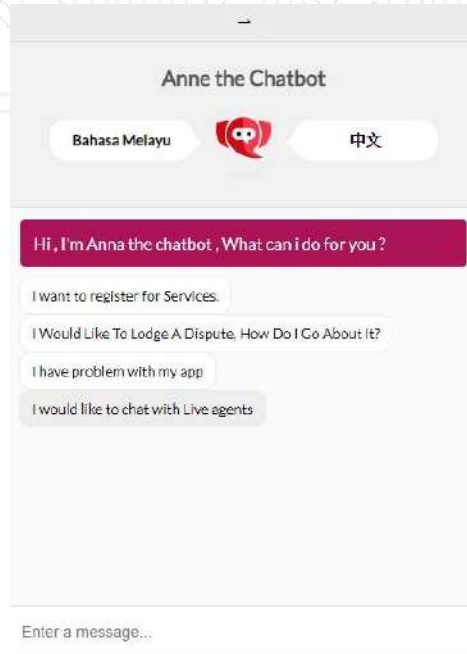 Anne the Chatbot
Bahasa Melayu
中文
Hi , I'm Anna the chatbot , What can i do for you ?
I want to register for Services.
I Would Like To Lodge A Dispute, How Do I Go About It?
I have problem with my app
I would like to chat with Live agents
Enter a message...